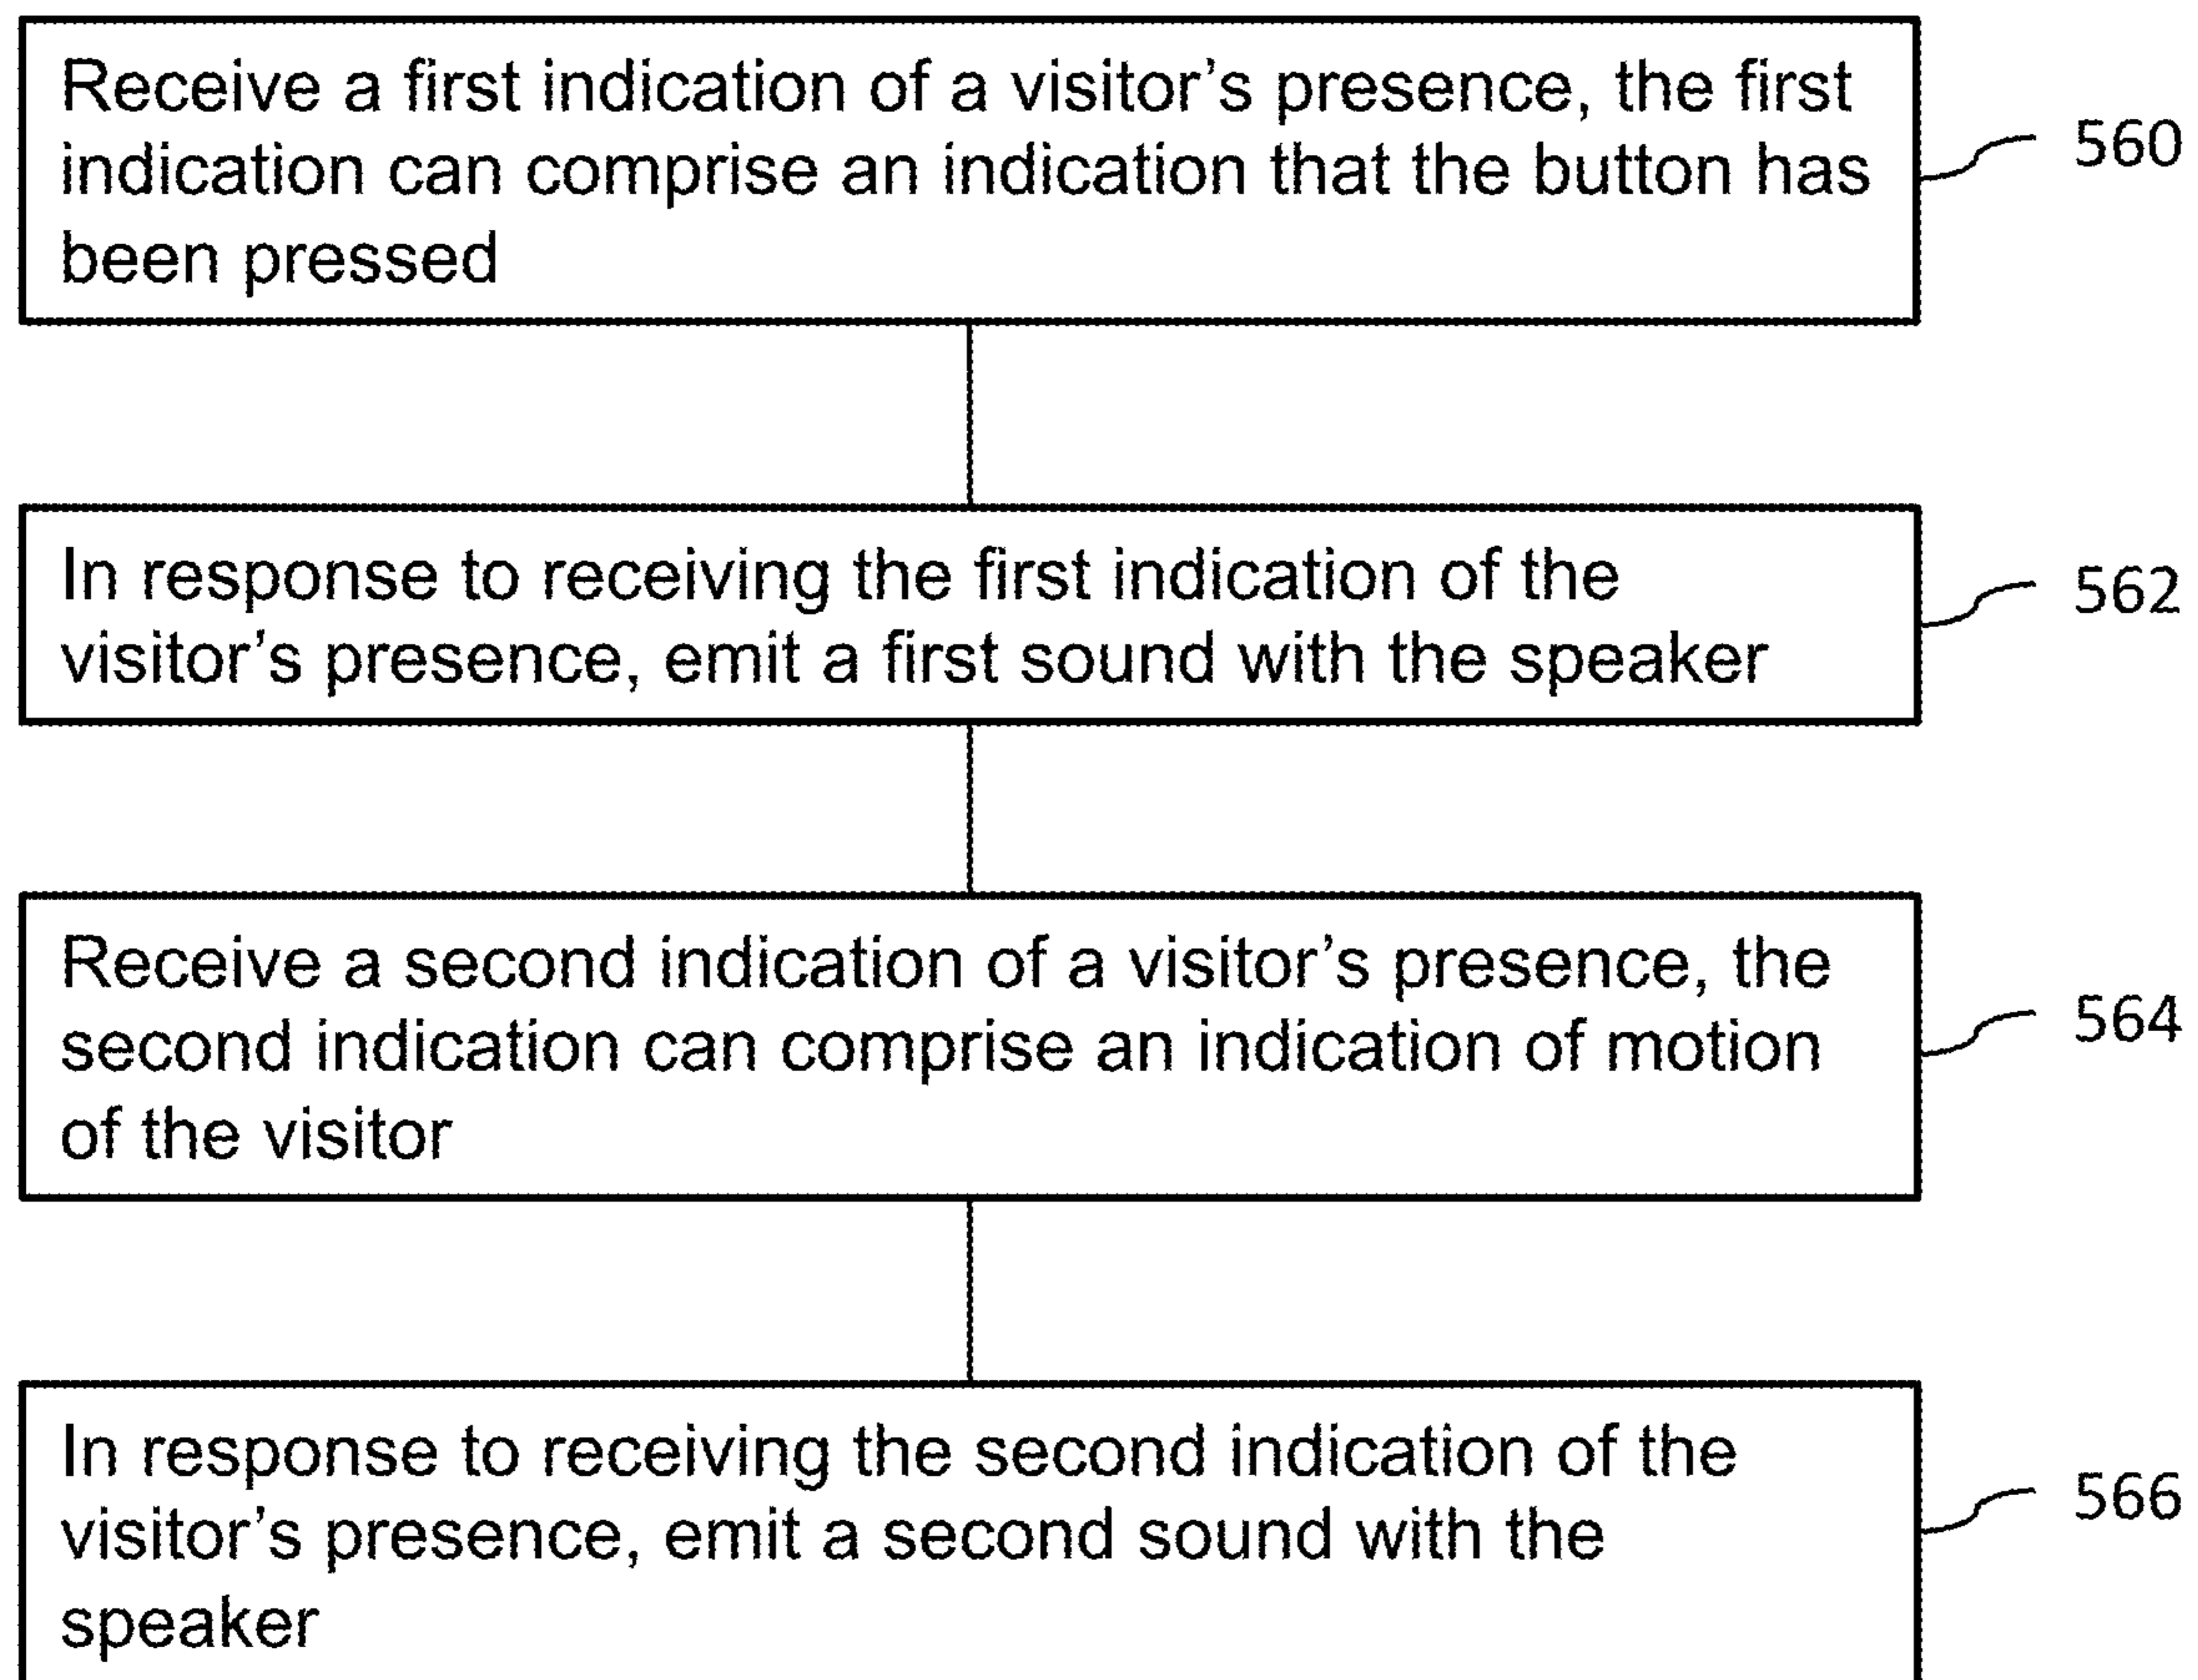 Receive a first indication of a visitor’s presence, the first
indication can comprise an indication that the button has
been pressed
560
In response to receiving the first indication of the
visitor’s presence, emit a first sound with the speaker
562
Receive a second indication of a visitor’s presence, the
second indication can comprise an indication of motion
of the visitor
564
In response to receiving the second indication of the
visitor’s presence, emit a second sound with the
speaker
566